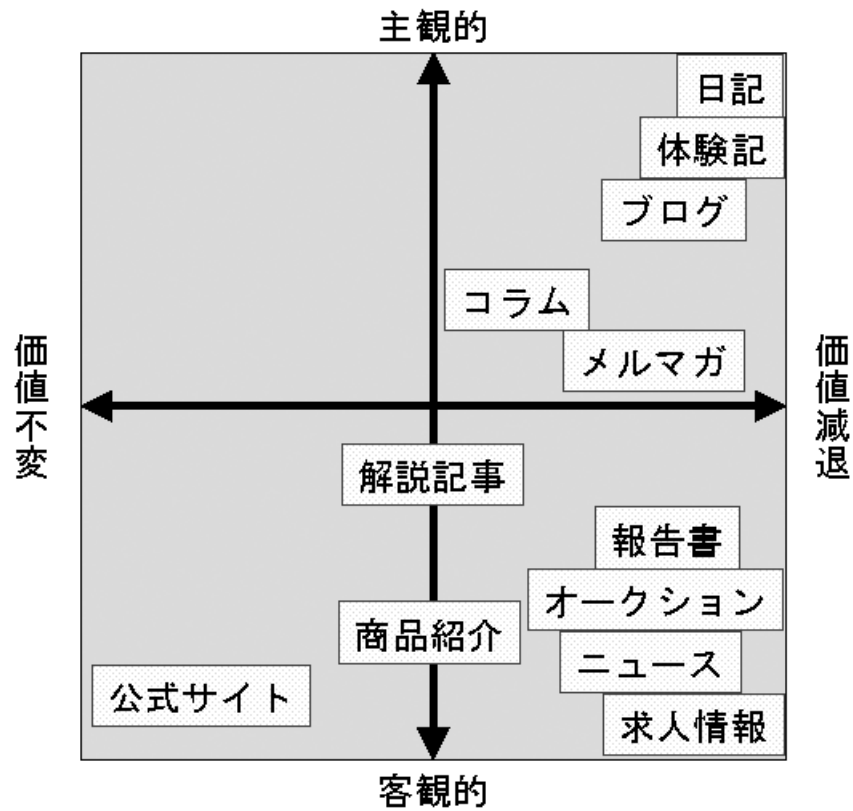 主観的
日記
体験記
ブログ
コラム
メルマガ
価値不変
価値減退
解説記事
報告書
オークション
商品紹介
ニュース
公式サイト
求人情報
客観的